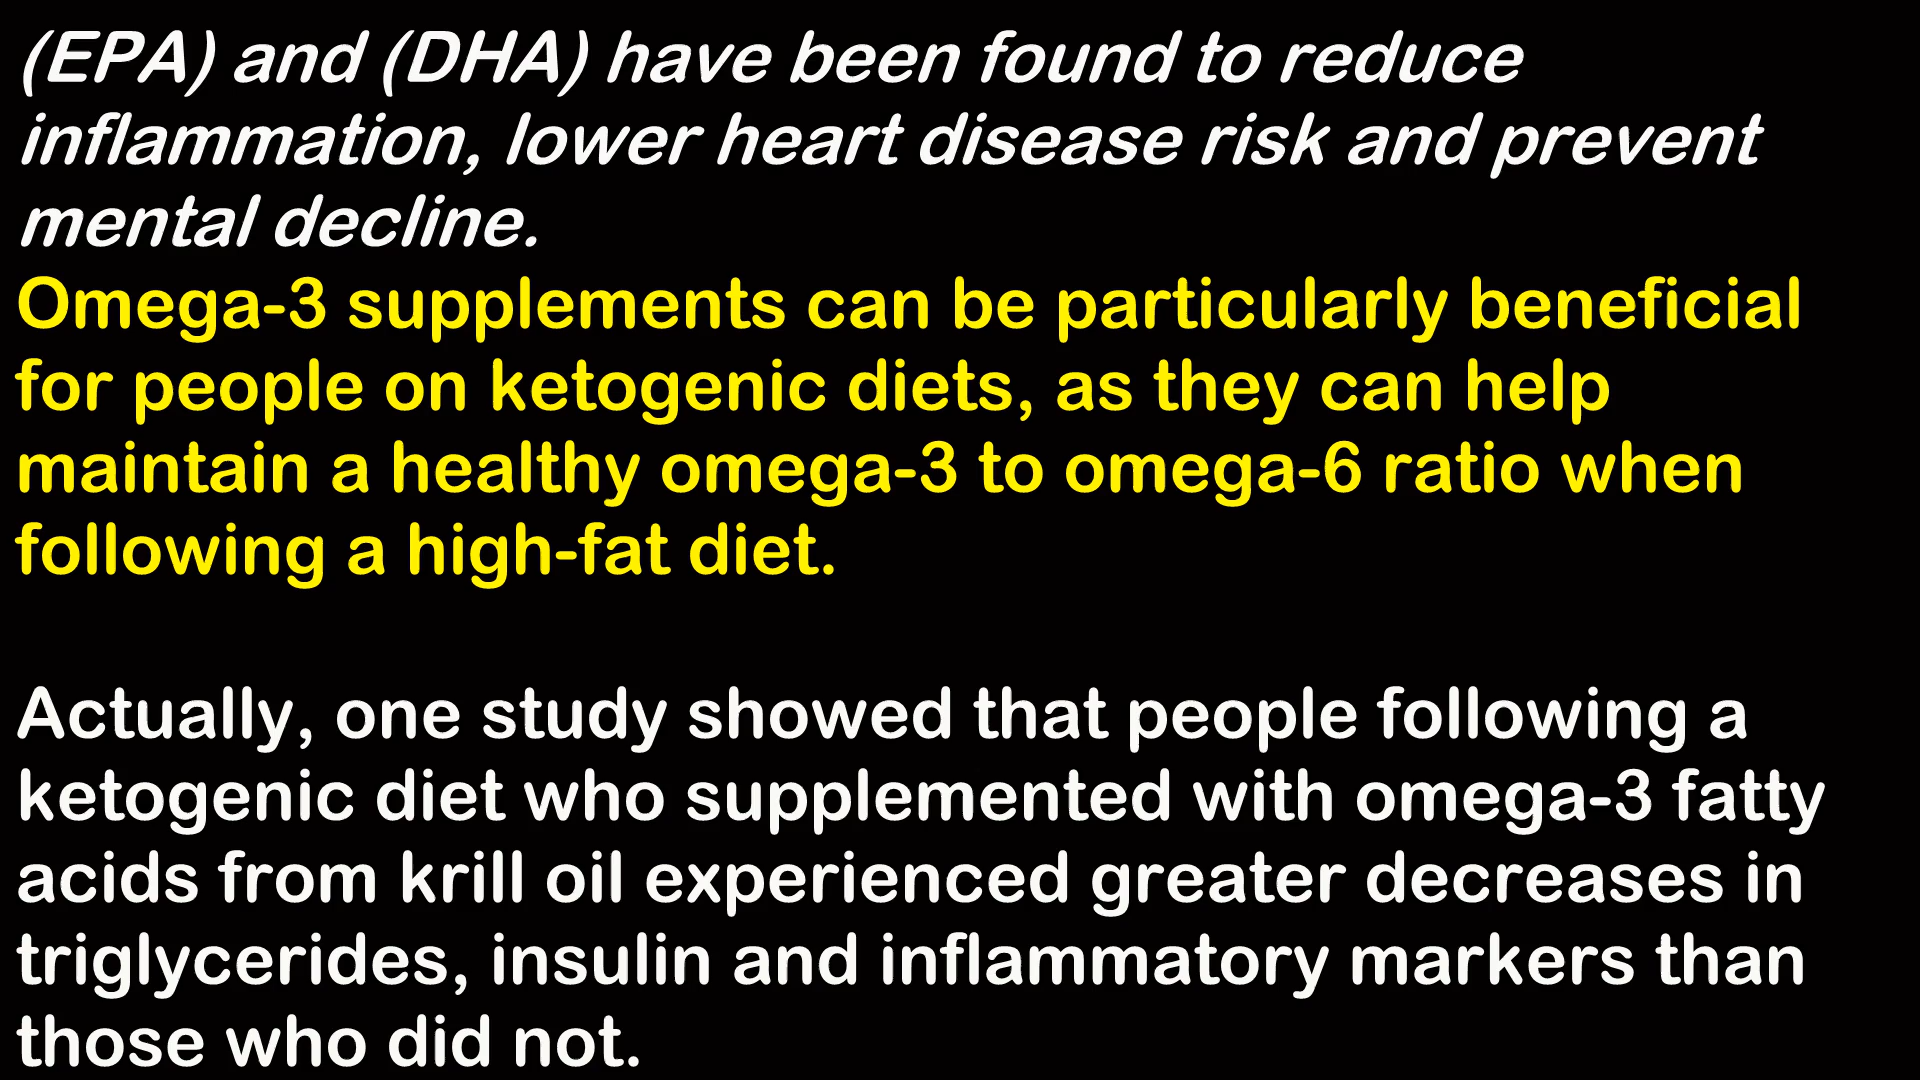 (EPA) and (DHA) have been found to reduce
inflammation, lower heart disease risk and prevent
mental decline.
Omega-3 supplements can be particularly beneficial
for people on ketogenic diets, as they can help
maintain a healthy omega-3 to omega-6 ratio when
following a high-fat diet.
Actually, one study showed that people following a
ketogenic diet who supplemented with omega-3 fatty
acids from krill oil experienced greater decreases in
triglycerides, insulin and inflammatory markers than
those who did not.